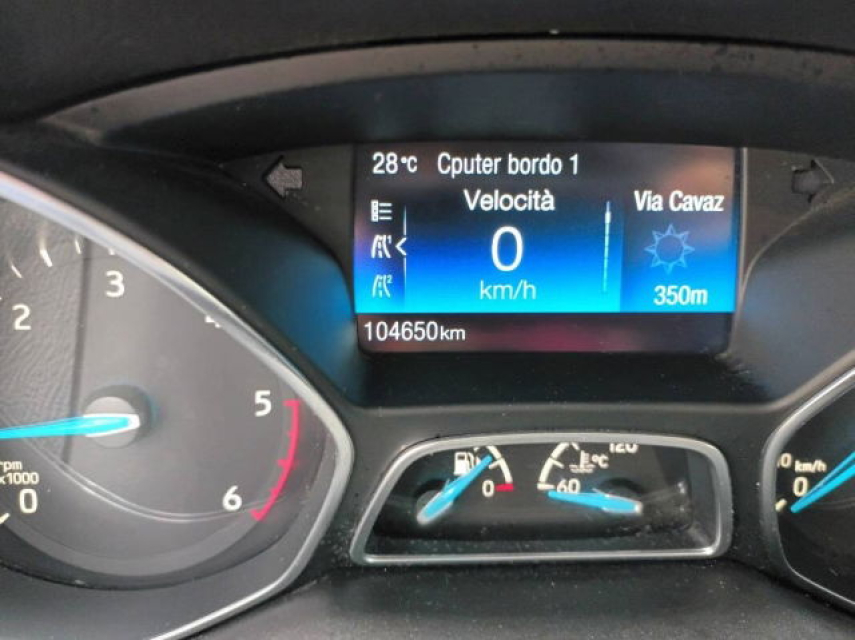 28°C Cputer bordo 1
Velocità
0
km/h
Via Cavaz
350m
104650km
2
3
4
5
6
rpm
x1000
0
0
60
120
°C
km/h
0